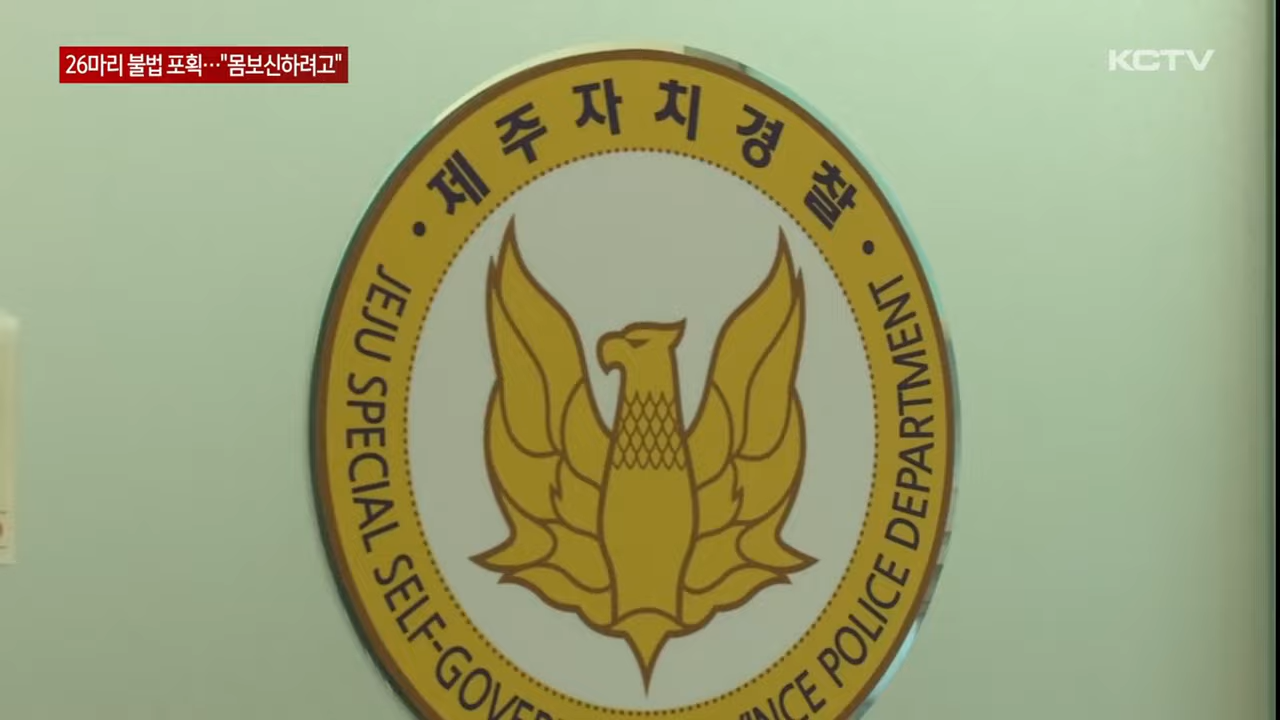 26마리 불법 포획…"몸보신하려고"
KCTV
• 제주자치경찰 •
JEJU SPECIAL SELF-GOVER
NCE POLICE DEPARTMENT